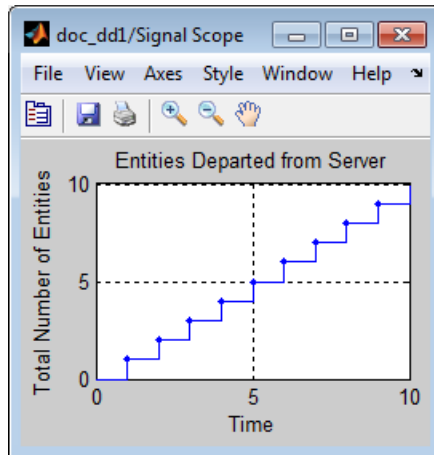 doc_dd1/Signal Scope
File View Axes Style Window Help
Entities Departed from Server
Total Number of Entities
10
5
0
0 5 10
Time